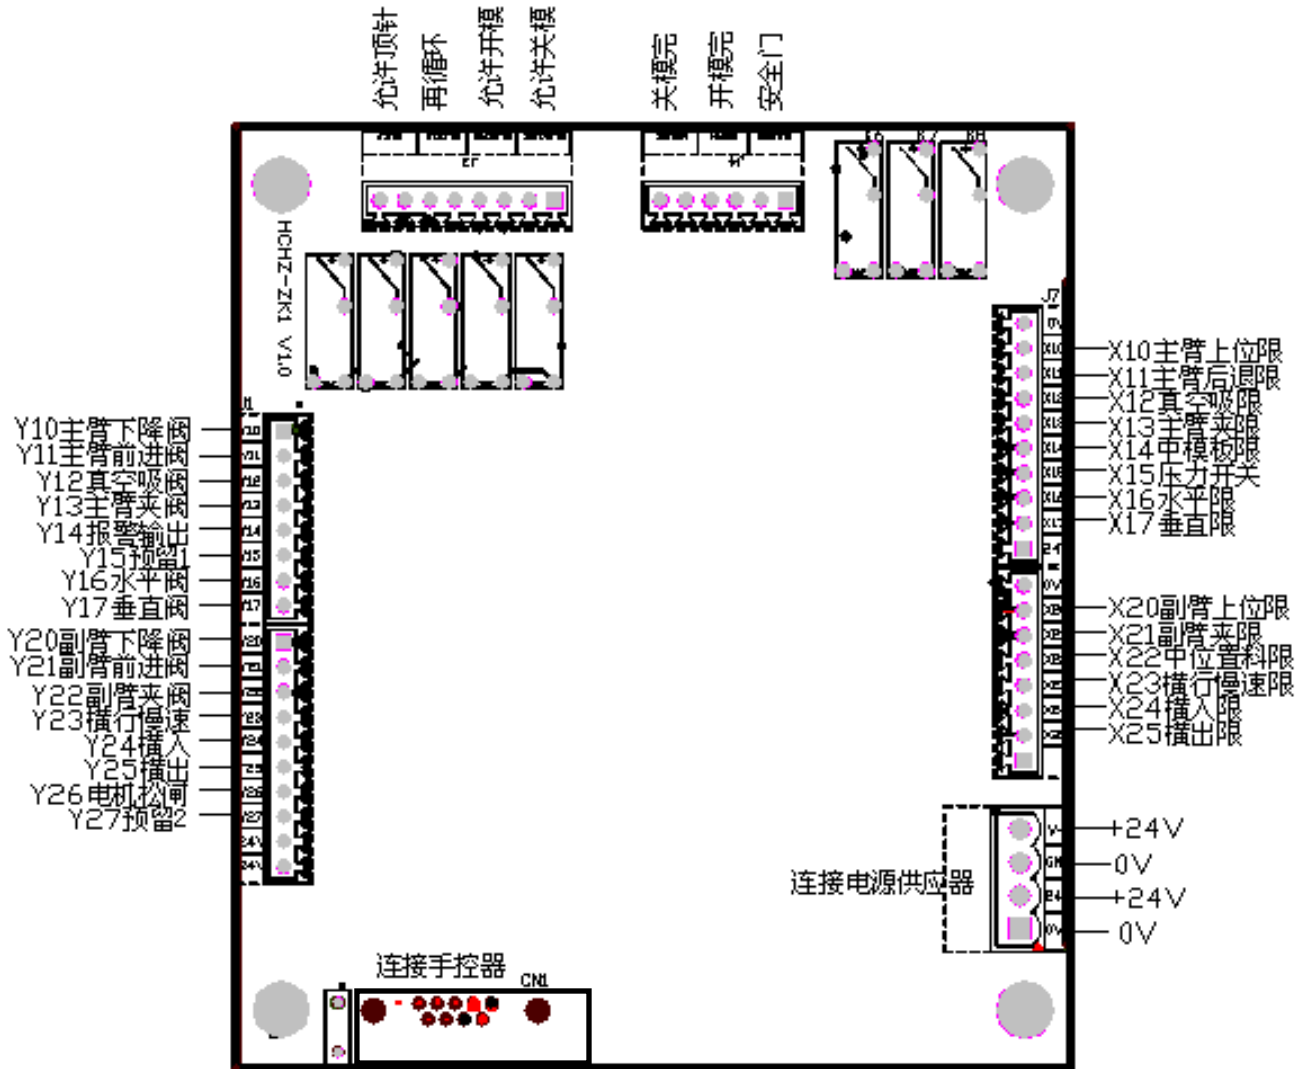 允许顶针
再循环
允许开模
允许关模
关模完
开模完
安全门
K6
K7
K8
HCHZ-ZK1 V1.0
J7
0V
X10
X10主臂上位限
X11主臂后退限
X12真空吸限
X13主臂夹限
X14中模板限
X15压力开关
X16水平限
X17垂直限
24
0V
X20副臂上位限
X21副臂夹限
X22中位置料限
X23横行慢速限
X24横入限
X25横出限
J1
Y10主臂下降阀
Y11主臂前进阀
Y12真空吸阀
Y13主臂夹阀
Y14报警输出
Y15预留1
Y16水平阀
Y17垂直阀
Y20副臂下降阀
Y21副臂前进阀
Y22副臂夹阀
Y23横行慢速
Y24横入
Y25横出
Y26电机松闸
Y27预留2
24V
24V
连接电源供应器
+24V
0V
+24V
0V
连接手控器
CN1